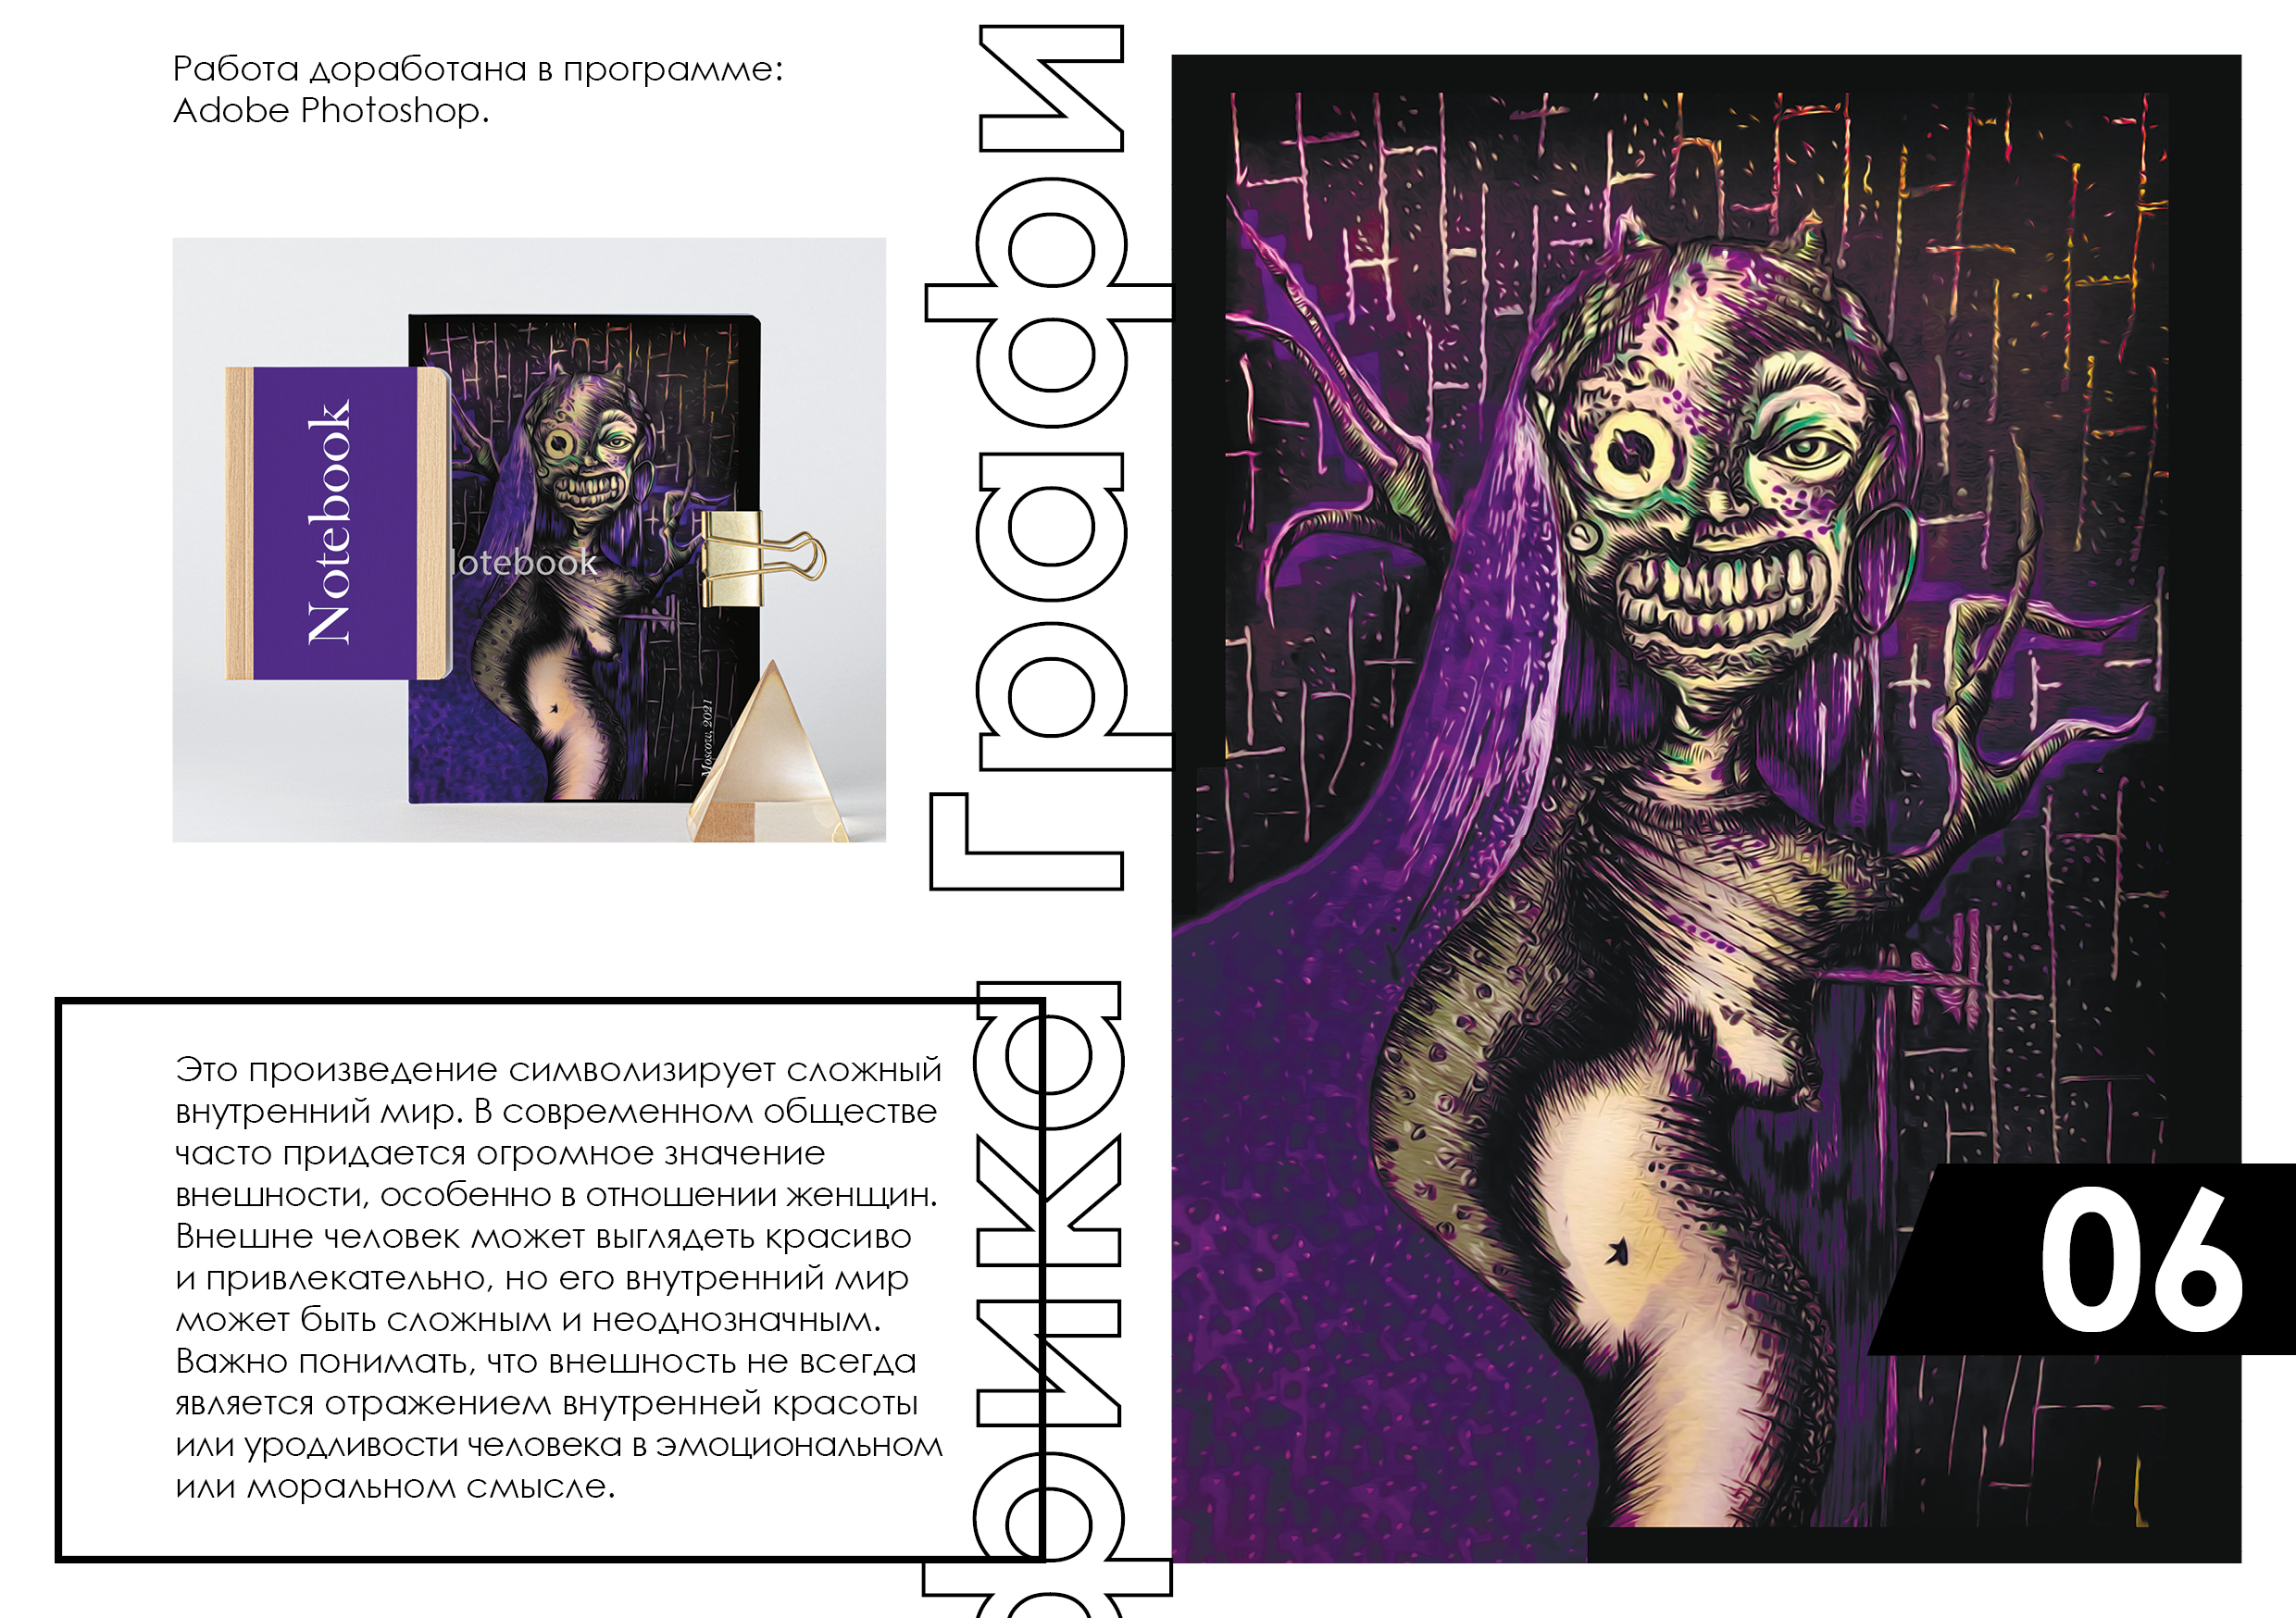 Работа доработана в программе:
Adobe Photoshop.
Notebook
otebook
Moscow, 2021
фика Графи
Это произведение символизирует сложный
внутренний мир. В современном обществе
часто придается огромное значение
внешности, особенно в отношении женщин.
Внешне человек может выглядеть красиво
и привлекательно, но его внутренний мир
может быть сложным и неоднозначным.
Важно понимать, что внешность не всегда
является отражением внутренней красоты
или уродливости человека в эмоциональном
или моральном смысле.
06